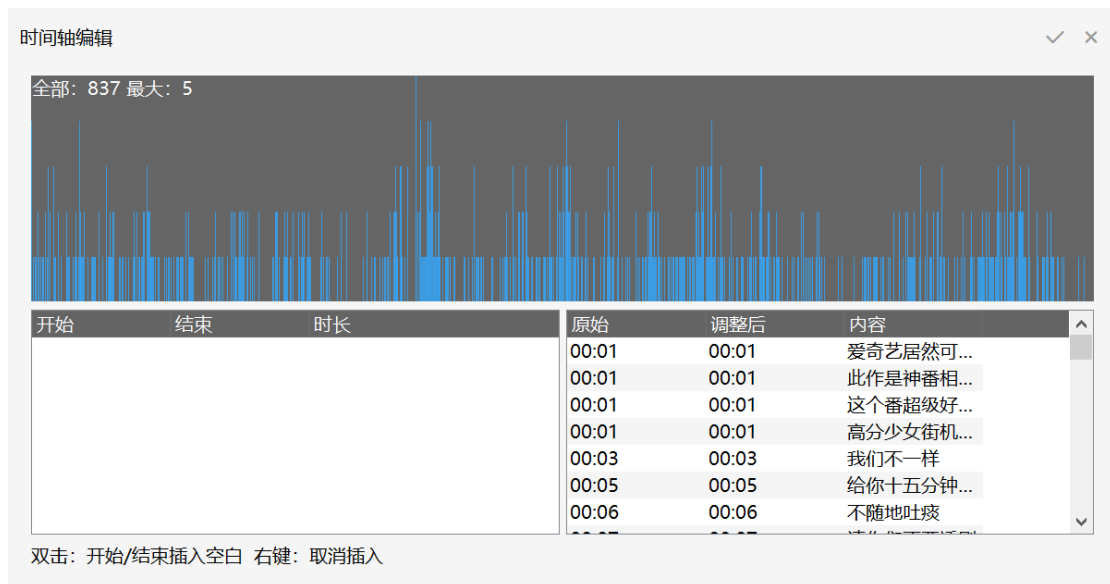 时间轴编辑
全部：837 最大：5
开始 结束 时长
原始 调整后 内容
00:01 00:01 爱奇艺居然可...
00:01 00:01 此作是神番相...
00:01 00:01 这个番超级好...
00:01 00:01 高分少女街机...
00:03 00:03 我们不一样
00:05 00:05 给你十五分钟...
00:06 00:06 不随地吐痰
双击：开始/结束插入空白 右键：取消插入